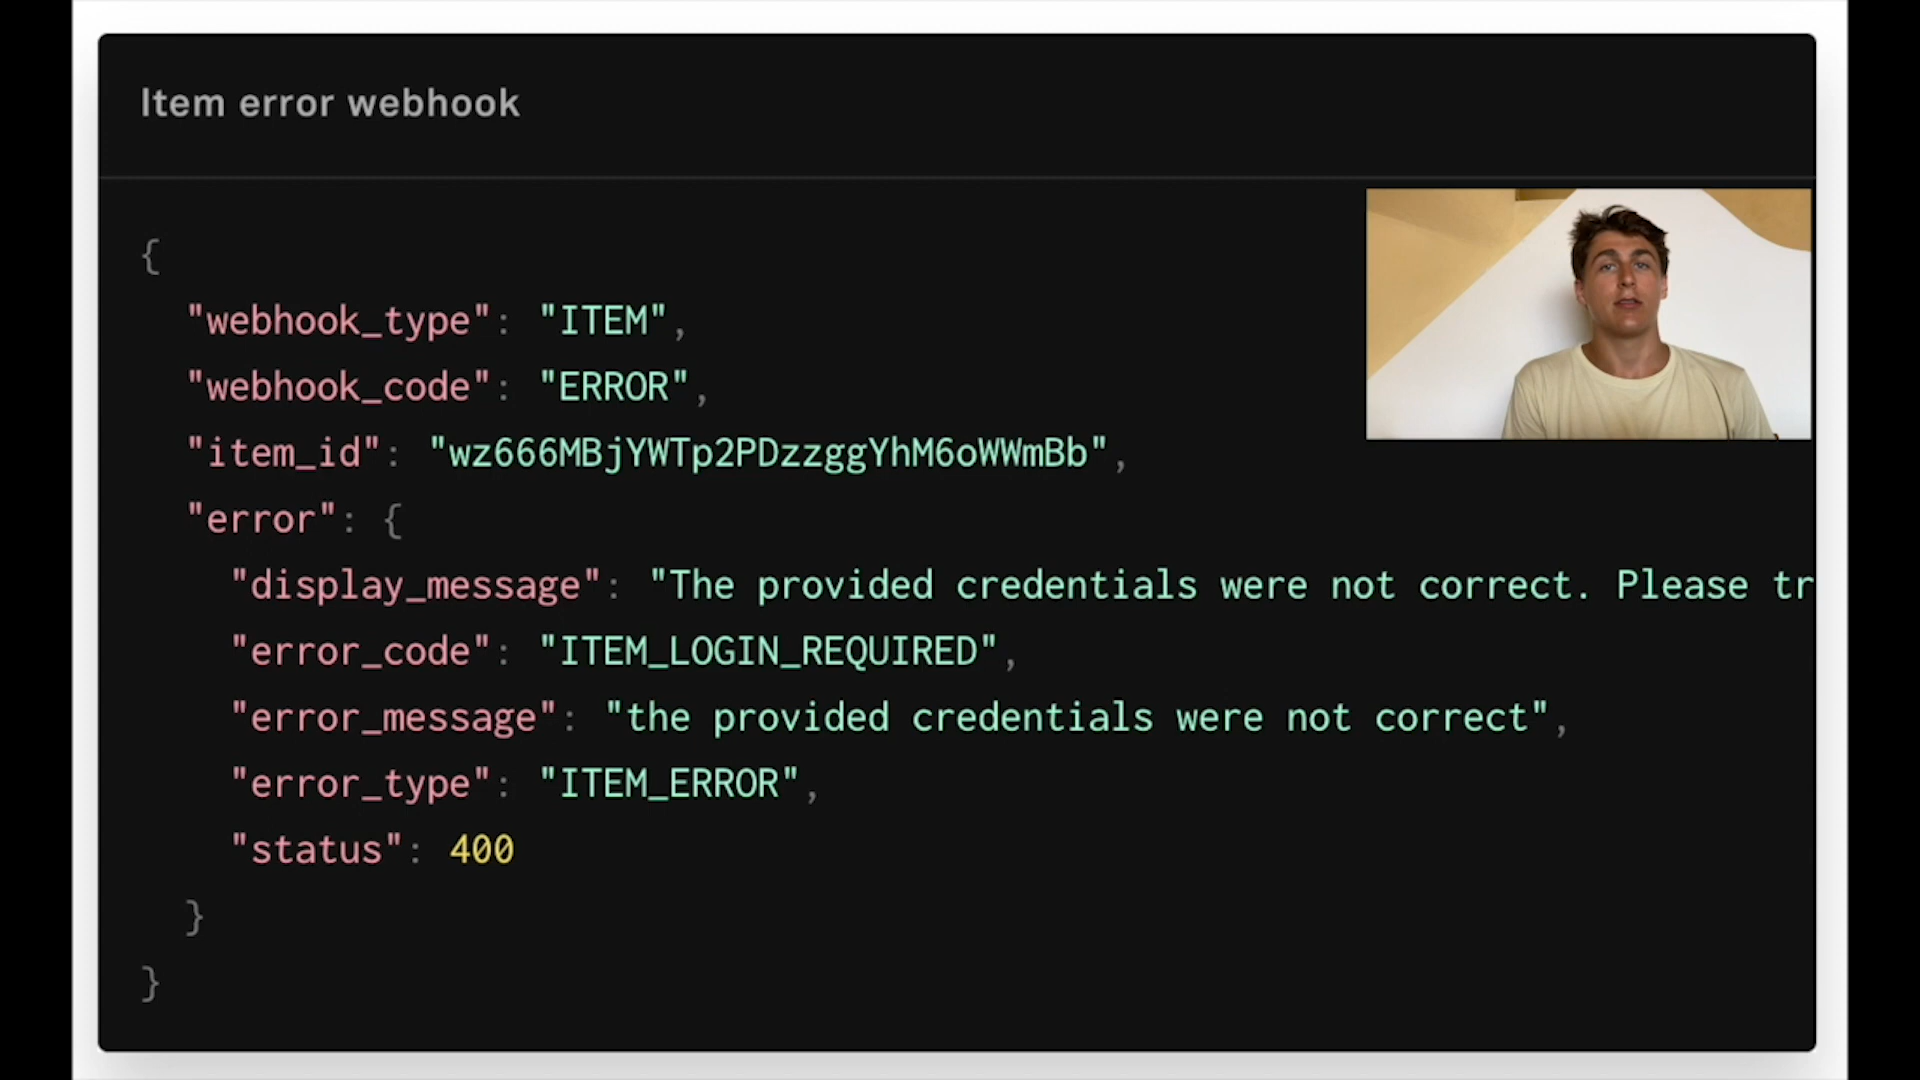 Item error webhook
{
"webhook_type": "ITEM",
"webhook_code": "ERROR",
"item_id": "wz666MBjYWTp2PDzzggYhM6oWWmBb",
"error": {
"display_message": "The provided credentials were not correct. Please tr
"error_code": "ITEM_LOGIN_REQUIRED",
"error_message": "the provided credentials were not correct",
"error_type": "ITEM_ERROR",
"status": 400
}
}